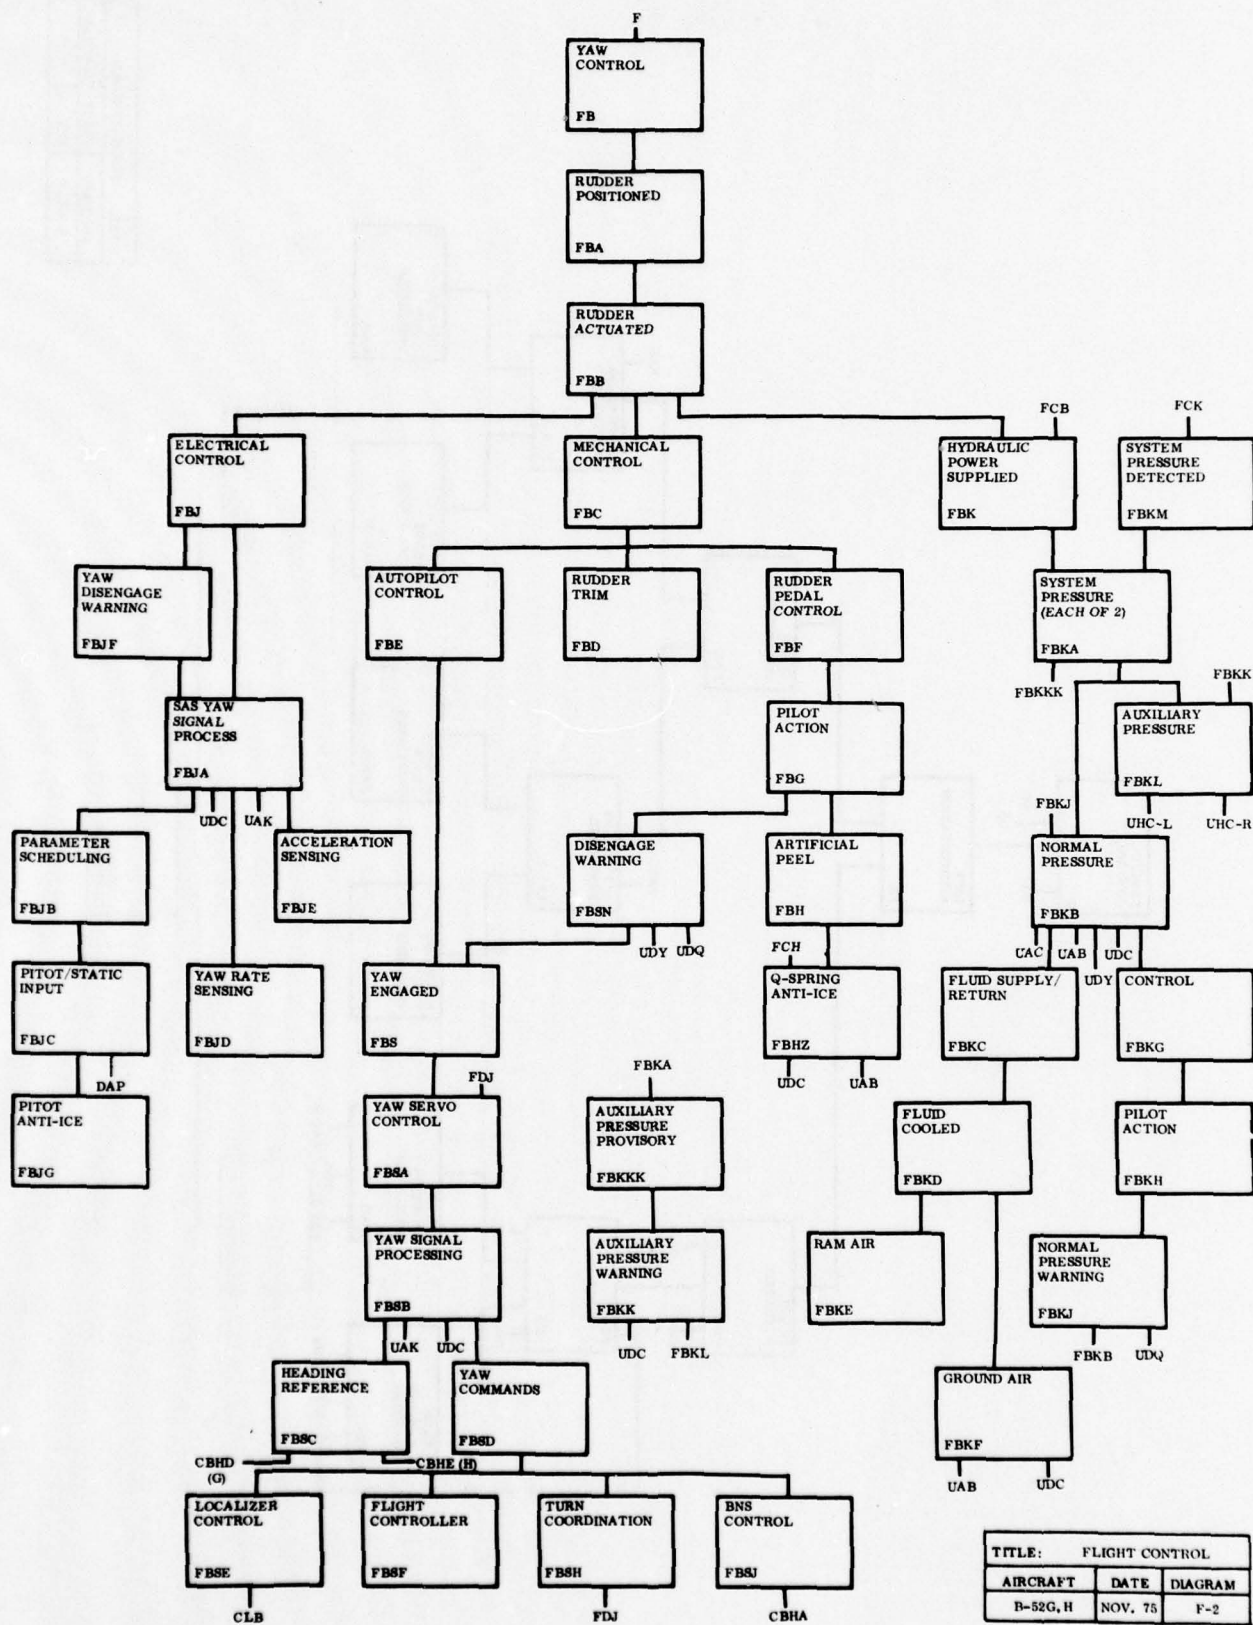 F
YAW
CONTROL
FB
RUDDER
POSITIONED
FBA
RUDDER
ACTUATED
FBB
FCB
FCK
ELECTRICAL
CONTROL
FBJ
MECHANICAL
CONTROL
FBC
HYDRAULIC
POWER
SUPPLIED
FBK
SYSTEM
PRESSURE
DETECTED
FBKM
YAW
DISENGAGE
WARNING
FBJF
AUTOPILOT
CONTROL
FBE
RUDDER
TRIM
FBD
RUDDER
PEDAL
CONTROL
FBF
SYSTEM
PRESSURE
(EACH OF 2)
FBKA
FBKKK
FBKK
SAS YAW
SIGNAL
PROCESS
FBJA
UDC
UAK
PILOT
ACTION
FBG
AUXILIARY
PRESSURE
FBKL
UHC-L
UHC-R
FBKJ
PARAMETER
SCHEDULING
FBJB
ACCELERATION
SENSING
FBJE
DISENGAGE
WARNING
FBSN
UDY
UDQ
ARTIFICIAL
PEEL
FBH
NORMAL
PRESSURE
FBKB
UAC
UAB
UDY
UDC
FCH
PITOT/STATIC
INPUT
FBJC
DAP
YAW RATE
SENSING
FBJD
YAW
ENGAGED
FBS
Q-SPRING
ANTI-ICE
FBHZ
UDC
UAB
FLUID SUPPLY/
RETURN
FBKC
CONTROL
FBKG
PITOT
ANTI-ICE
FBJG
FDJ
YAW SERVO
CONTROL
FBSA
FBKA
AUXILIARY
PRESSURE
PROVISORY
FBKKK
FLUID
COOLED
FBKD
PILOT
ACTION
FBKH
YAW SIGNAL
PROCESSING
FBSB
UAK
UDC
AUXILIARY
PRESSURE
WARNING
FBKK
UDC
FBKL
RAM AIR
FBKE
NORMAL
PRESSURE
WARNING
FBKJ
FBKB
UDQ
HEADING
REFERENCE
FBSC
CBHD
(G)
CBHE (H)
YAW
COMMANDS
FBSD
GROUND AIR
FBKF
UAB
UDC
LOCALIZER
CONTROL
FBSE
CLB
FLIGHT
CONTROLLER
FBSF
TURN
COORDINATION
FBSH
FDJ
BNS
CONTROL
FBSJ
CBHA
TITLE: FLIGHT CONTROL
AIRCRAFT DATE DIAGRAM
B-52G, H NOV. 75 F-2